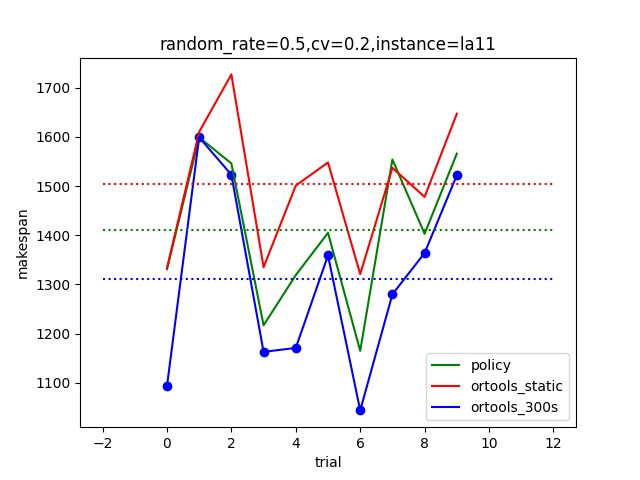 random_rate=0.5,cv=0.2,instance=la11
makespan
1700
1600
1500
1400
1300
1200
1100
policy
ortools_static
ortools_300s
−2 0 2 4 6 8 10 12
trial